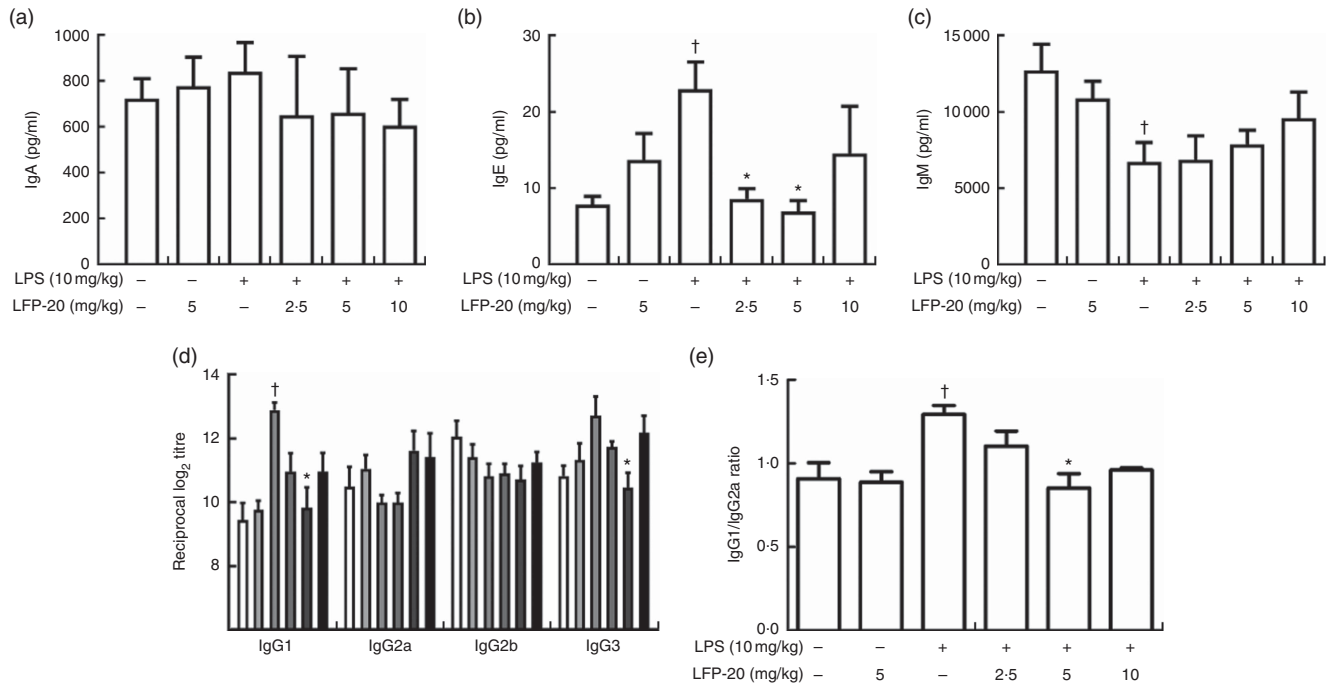 (a)
1000
800
600
400
200
0
IgA (pg/ml)
LPS (10 mg/kg) – – + + + +
LFP-20 (mg/kg) – 5 – 2·5 5 10
(b)
30
20
10
0
IgE (pg/ml)
†
* *
LPS (10 mg/kg) – – + + + +
LFP-20 (mg/kg) – 5 – 2·5 5 10
(c)
15 000
10 000
5000
0
IgM (pg/ml)
†
LPS (10 mg/kg) – – + + + +
LFP-20 (mg/kg) – 5 – 2·5 5 10
(d)
14
12
10
8
Reciprocal log₂ titre
†
* *
IgG1 IgG2a IgG2b IgG3
(e)
1·5
1·0
0·5
0·0
IgG1/IgG2a ratio
†
*
LPS (10 mg/kg) – – + + + +
LFP-20 (mg/kg) – 5 – 2·5 5 10